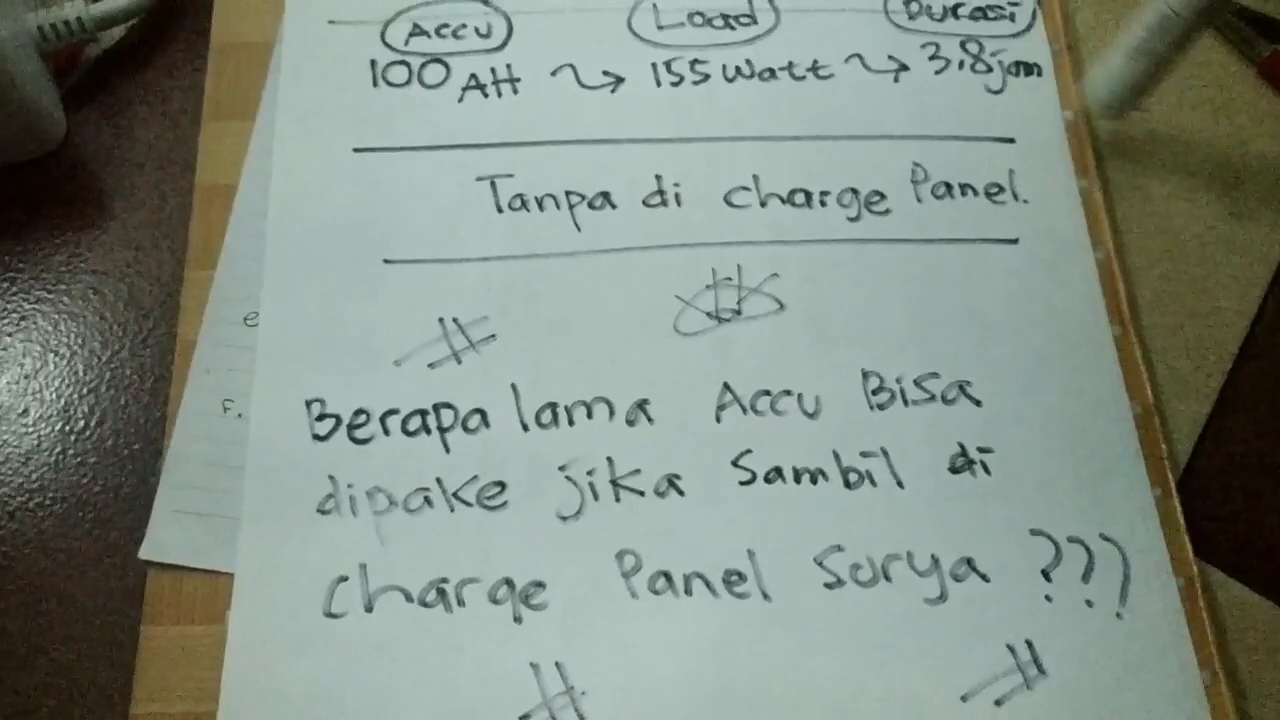 Accu Load Durasi
100 AH 155 Watt 3.8 jam
Tanpa di charge Panel.
e
F.
Berapa lama Accu Bisa
dipake jika Sambil di
charge Panel Surya ???